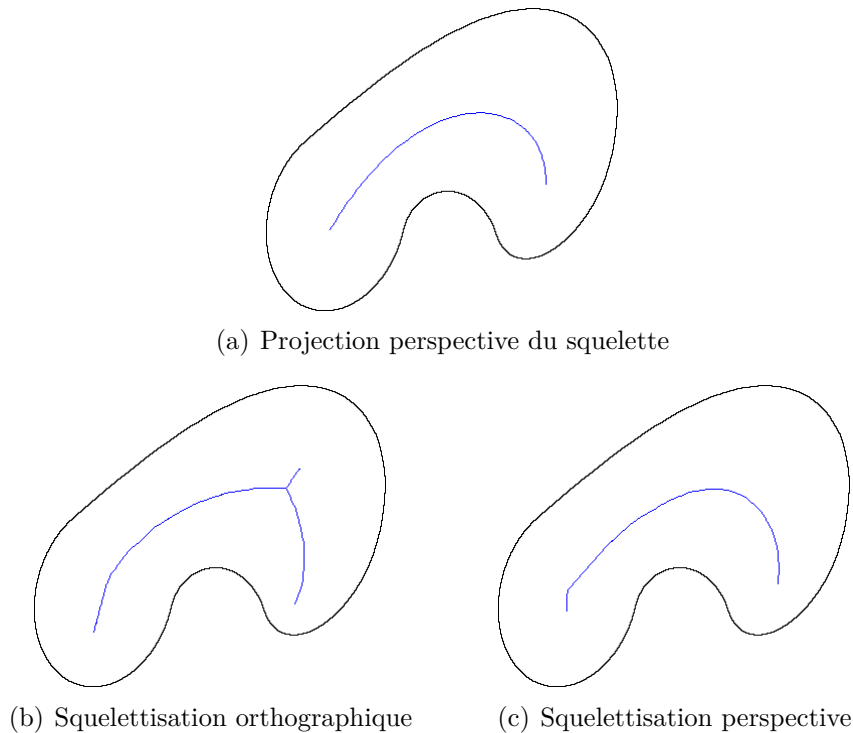 (a) Projection perspective du squelette
(b) Squelettisation orthographique
(c) Squelettisation perspective